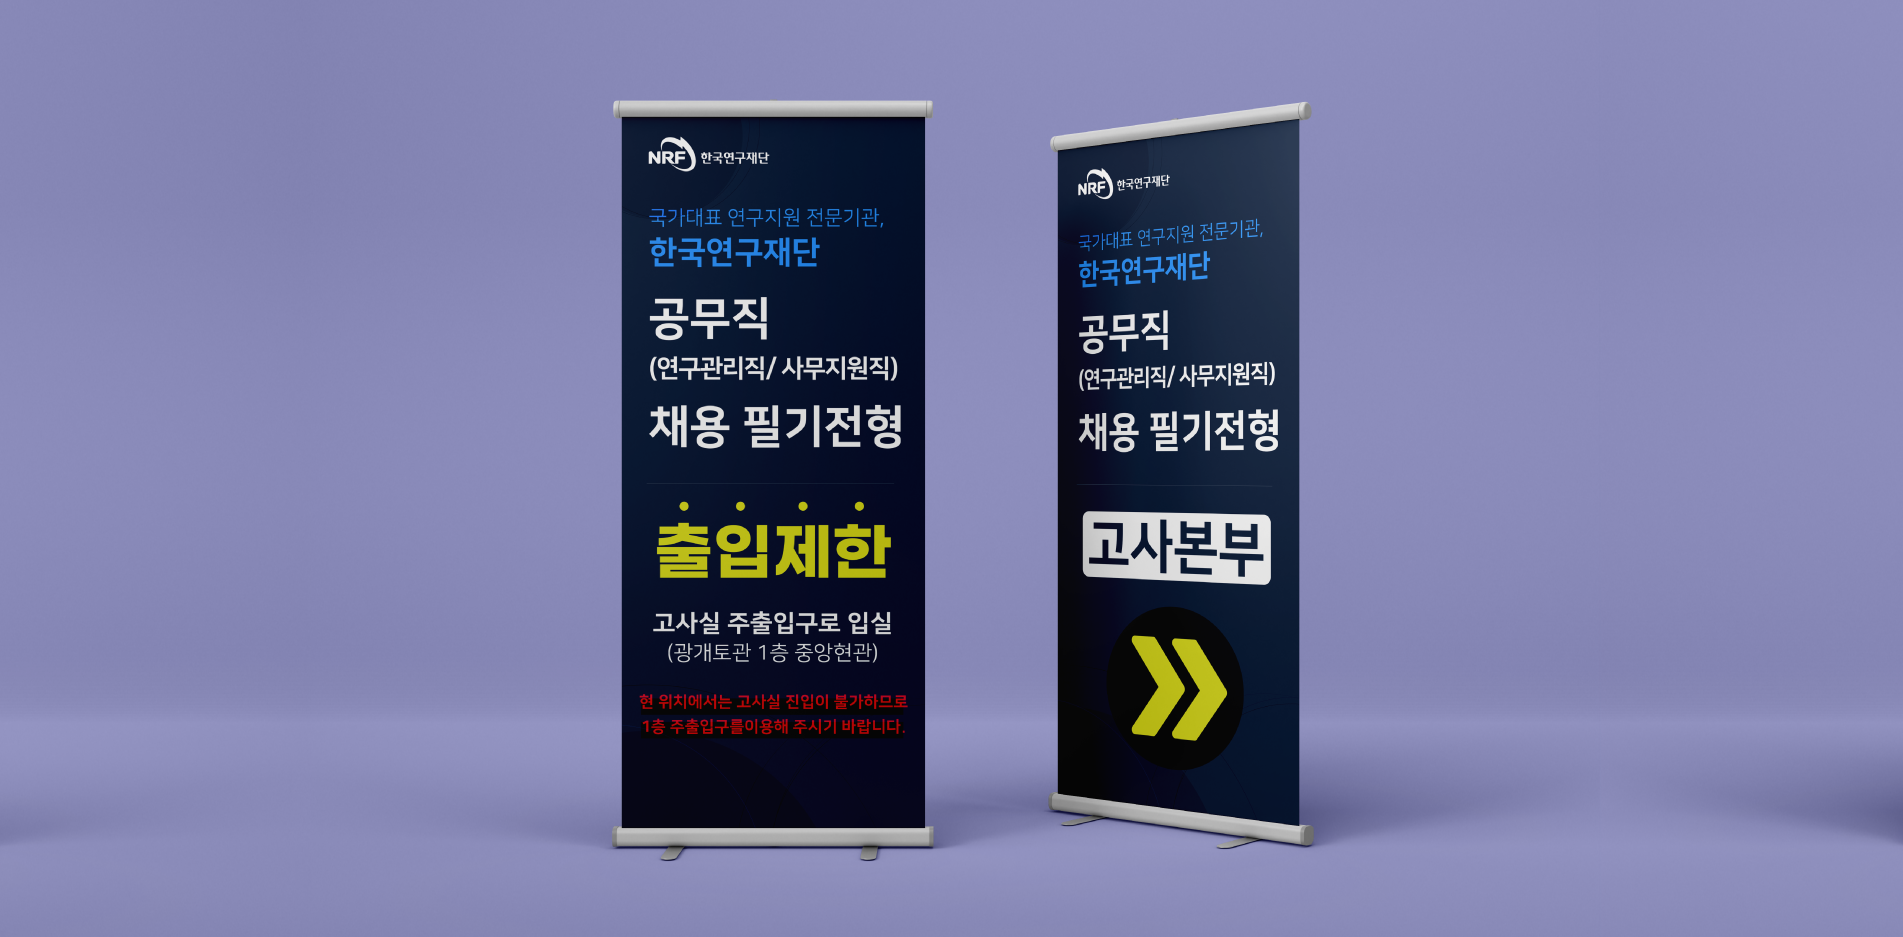 NRF 한국연구재단
국가대표 연구지원 전문기관,
한국연구재단
공무직
(연구관리직/ 사무지원직)
채용 필기전형
출입제한
고사실 주출입구로 입실
(광개토관 1층 중앙현관)
현 위치에서는 고사실 진입이 불가하므로
1층 주출입구를이용해 주시기 바랍니다.
NRF 한국연구재단
국가대표 연구지원 전문기관,
한국연구재단
공무직
(연구관리직/ 사무지원직)
채용 필기전형
고사본부